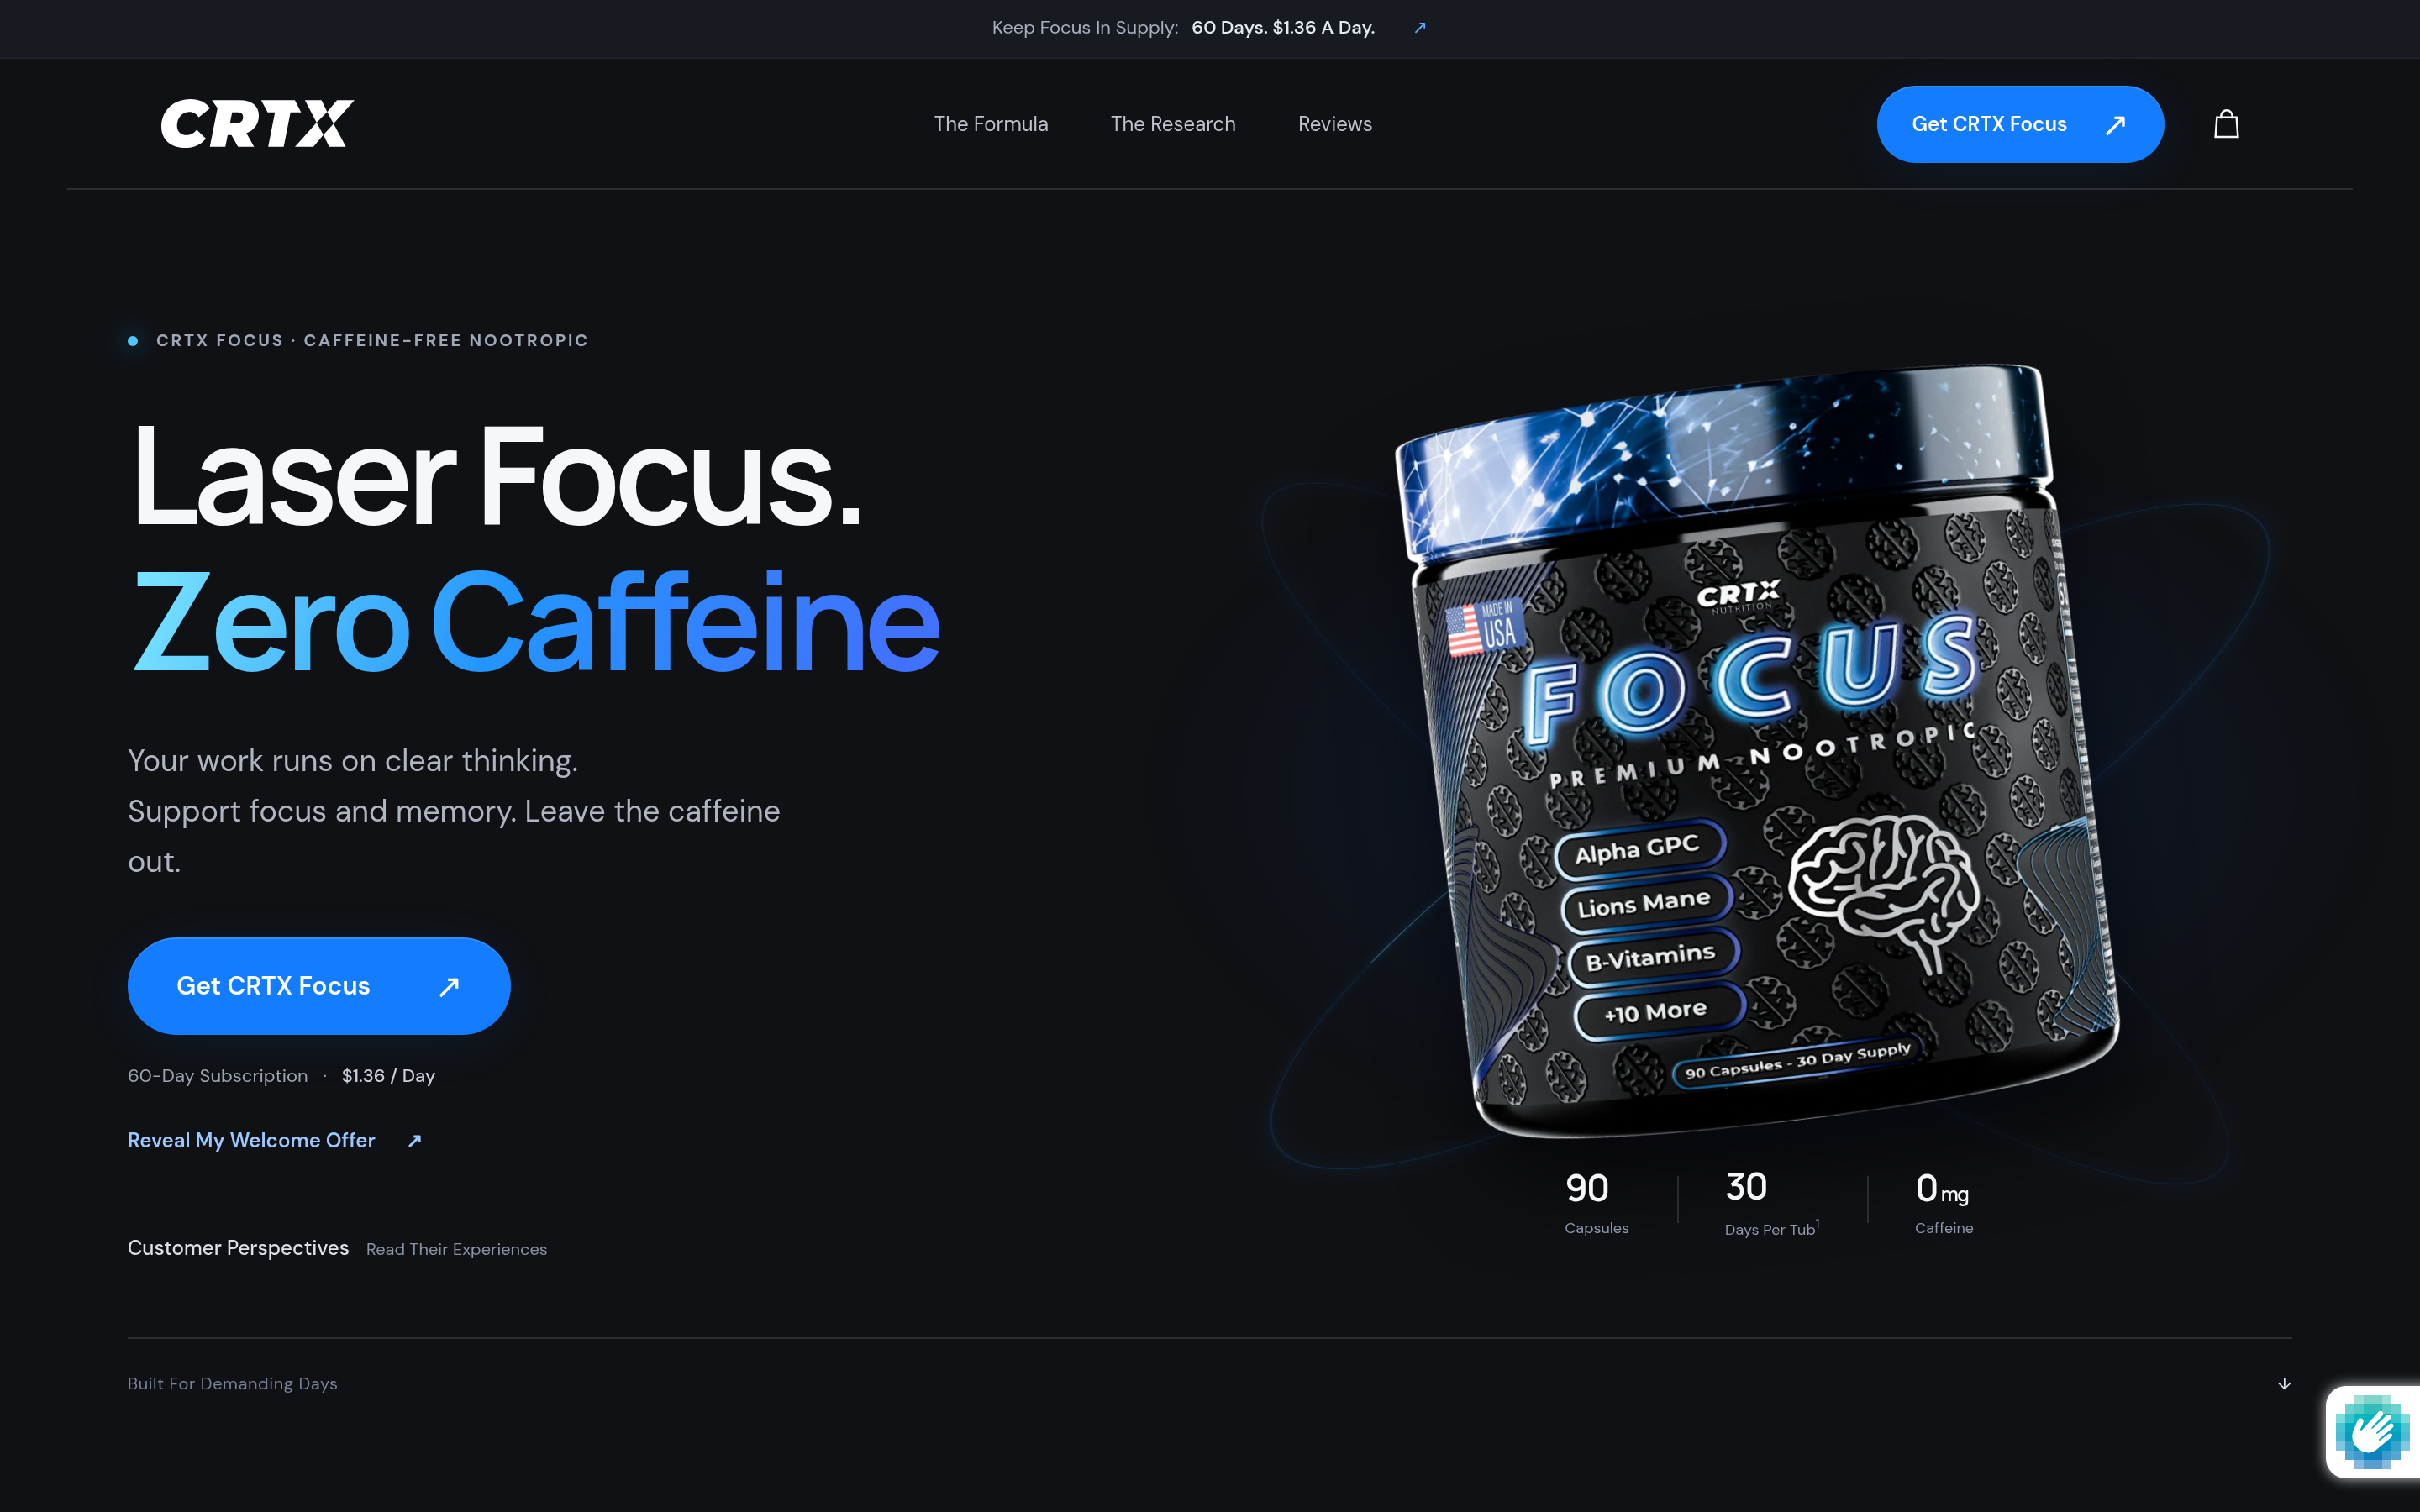 Keep Focus In Supply: 60 Days. $1.36 A Day. ↗
CRTX
The Formula
The Research
Reviews
Get CRTX Focus ↗
CRTX FOCUS · CAFFEINE-FREE NOOTROPIC
Laser Focus.
Zero Caffeine
Your work runs on clear thinking.
Support focus and memory. Leave the caffeine
out.
Get CRTX Focus ↗
60-Day Subscription · $1.36 / Day
Reveal My Welcome Offer ↗
Customer Perspectives Read Their Experiences
CRTX
NUTRITION
MADE IN
USA
FOCUS
PREMIUM NOOTROPIC
Alpha GPC
Lions Mane
B-Vitamins
+10 More
90 Capsules - 30 Day Supply
90
Capsules
30
Days Per Tub¹
0 mg
Caffeine
Built For Demanding Days ↓